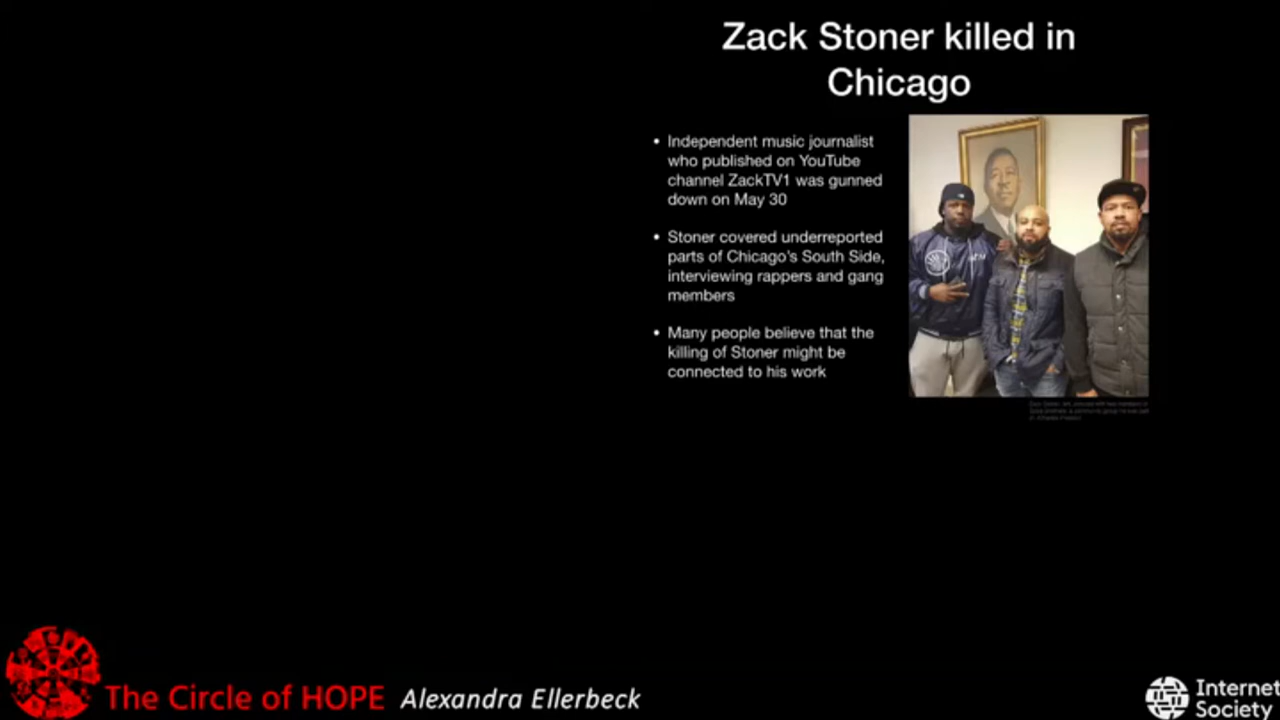 Zack Stoner killed in
Chicago
• Independent music journalist
who published on YouTube
channel ZackTV1 was gunned
down on May 30
• Stoner covered underreported
parts of Chicago's South Side,
interviewing rappers and gang
members
• Many people believe that the
killing of Stoner might be
connected to his work
The Circle of HOPE
Alexandra Ellerbeck
Internet
Society